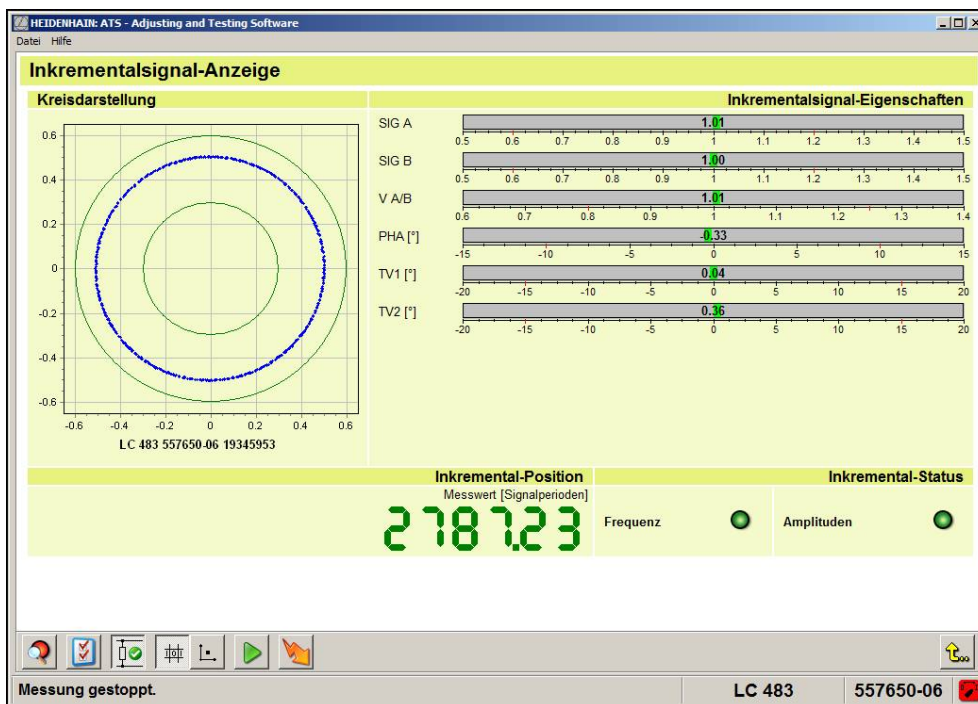 HEIDENHAIN: ATS - Adjusting and Testing Software
Datei Hilfe
Inkrementalsignal-Anzeige
Kreisdarstellung
Inkrementalsignal-Eigenschaften
0.6
0.4
0.2
0
-0.2
-0.4
-0.6
-0.6 -0.4 -0.2 0 0.2 0.4 0.6
LC 483 557650-06 19345953
SIG A 1.01
0.5 0.6 0.7 0.8 0.9 1 1.1 1.2 1.3 1.4 1.5
SIG B 1.00
0.5 0.6 0.7 0.8 0.9 1 1.1 1.2 1.3 1.4 1.5
V A/B 1.01
0.6 0.7 0.8 0.9 1 1.1 1.2 1.3 1.4
PHA [°] -0.33
-15 -10 -5 0 5 10 15
TV1 [°] 0.04
-20 -15 -10 -5 0 5 10 15 20
TV2 [°] 0.36
-20 -15 -10 -5 0 5 10 15 20
Inkremental-Position
Messwert [Signalperioden]
2787.23
Inkremental-Status
Frequenz
Amplituden
Messung gestoppt.
LC 483
557650-06